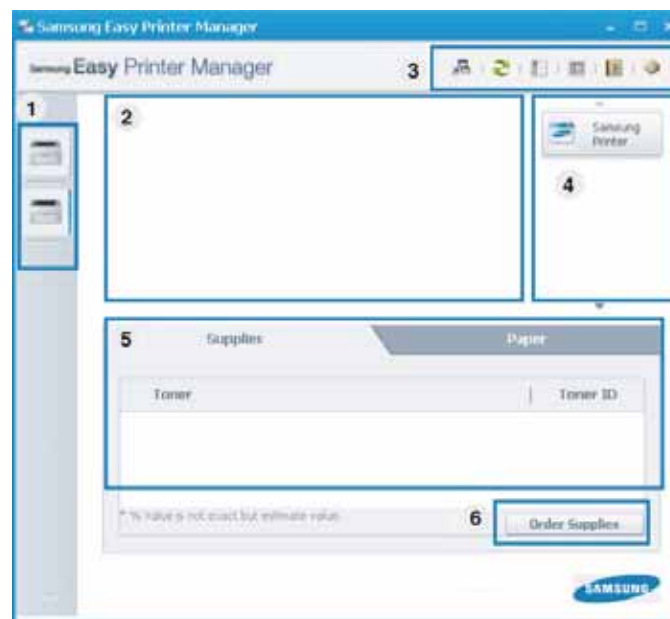 Samsung Easy Printer Manager
Samsung Easy Printer Manager
3
1
2
Samsung Printer
4
5
Supplies
Paper
Toner
Toner ID
* % Value is not exact but estimate value.
6
Order Supplies
SAMSUNG